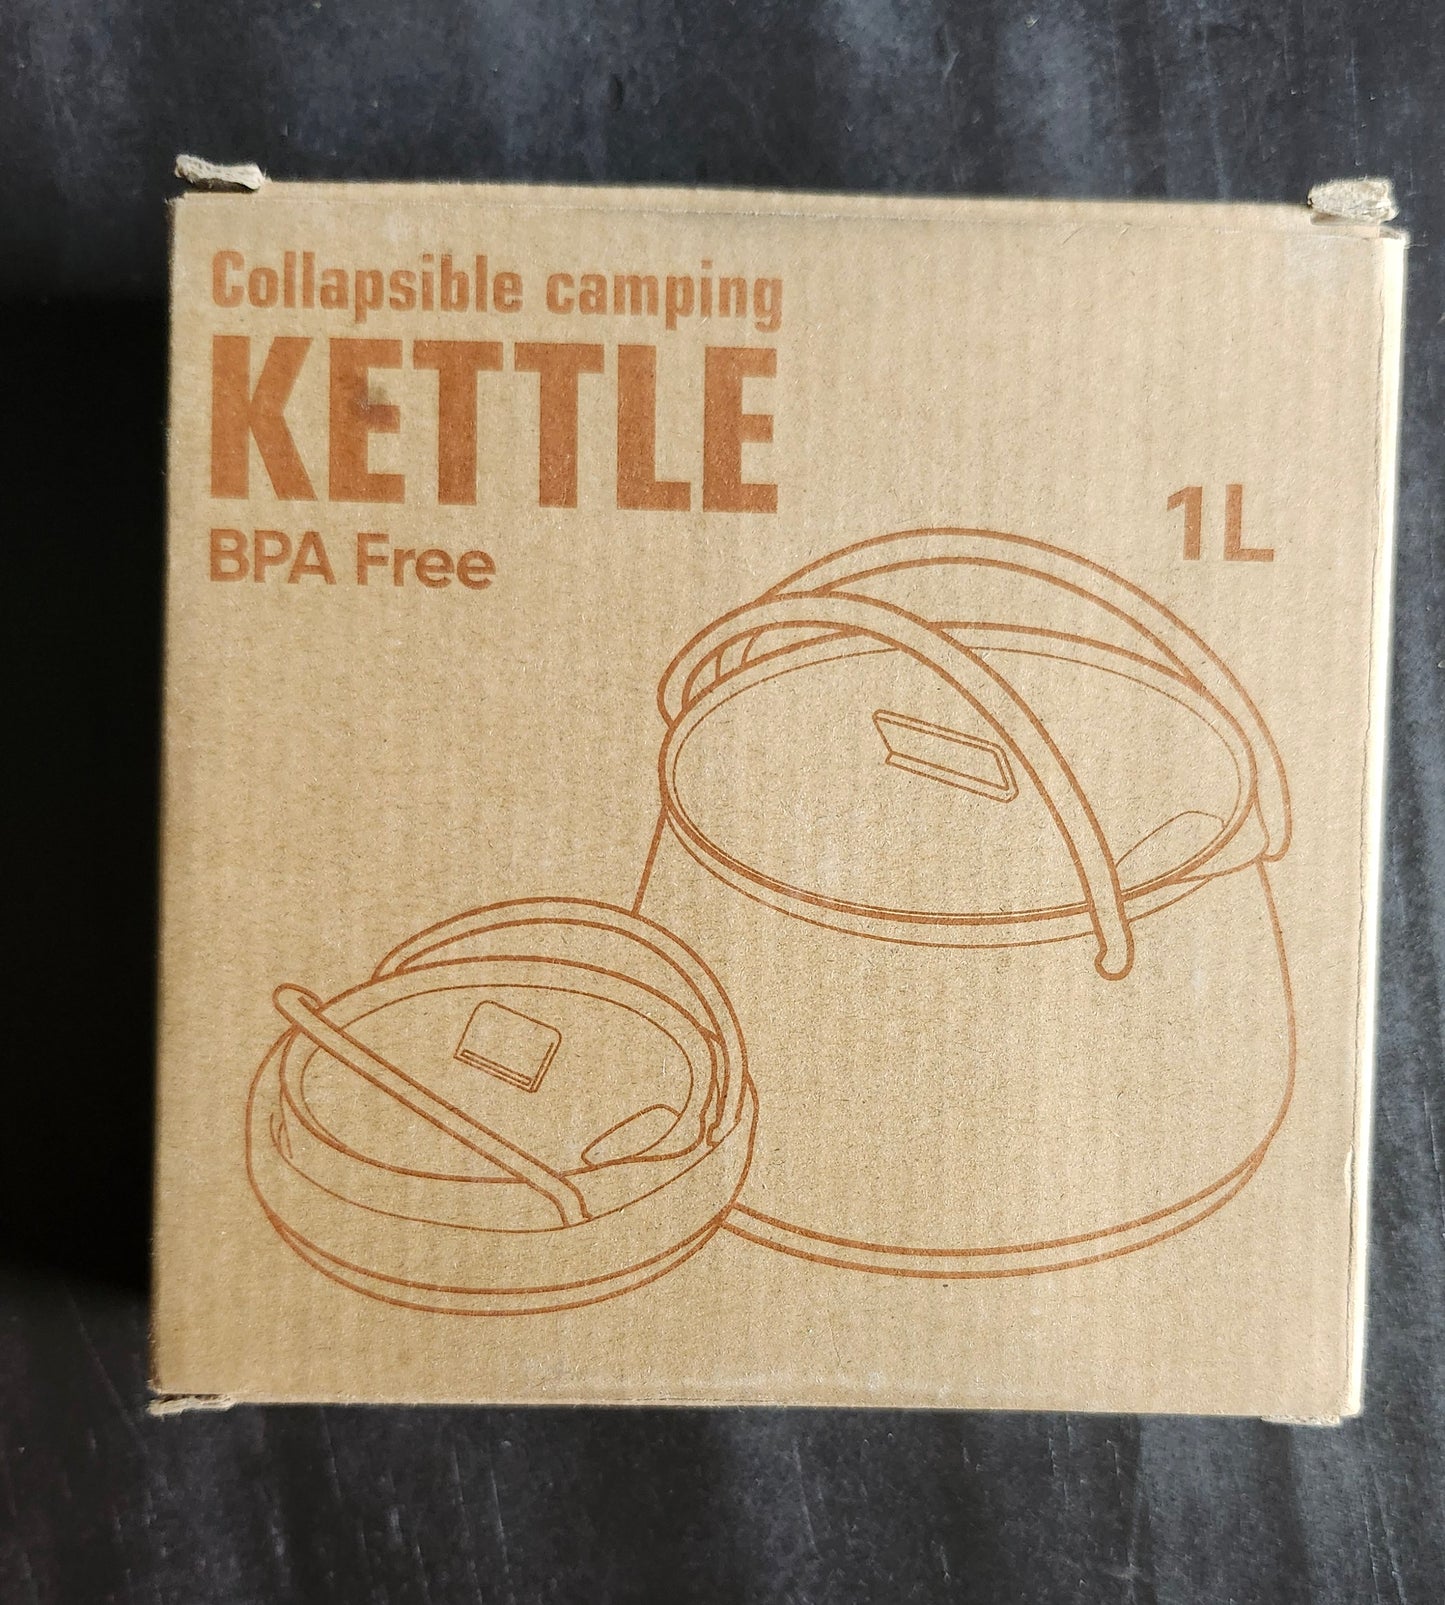 Collapsible camping
KETTLE
BPA Free
1L